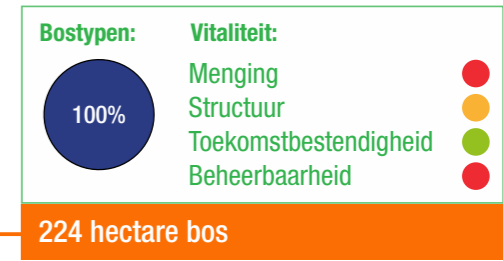 Bostypen:
Vitaliteit:
100%
Menging
Structuur
Toekomstbestendigheid
Beheerbaarheid
224 hectare bos